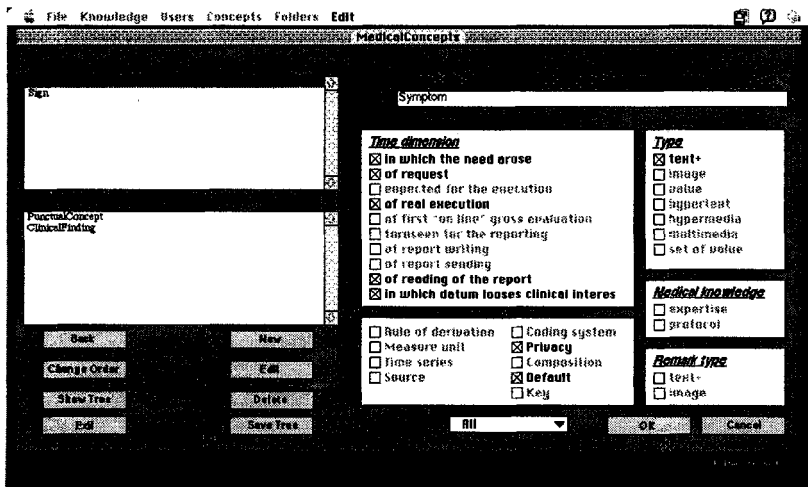 File Knowledge Users Concepts Folders Edit
MedicalConcepts
Sign
Symptom
PunctualConcept
ClinicalFinding
Time dimension
in which the need arose
of request
expected for the execution
of real execution
of first "on line" gross evaluation
foreseen for the reporting
of report writing
of report sending
of reading of the report
in which datum looses clinical interes
Type
text+
image
value
hypertext
hypermedia
multimedia
set of value
Medical knowledge
expertise
protocol
Rule of derivation
Measure unit
Time series
Source
Coding system
Privacy
Composition
Default
Key
Remark type
text+
image
Back New
Change Order Edit
Show Tree Delete
Exit Save Tree
All OK Cancel